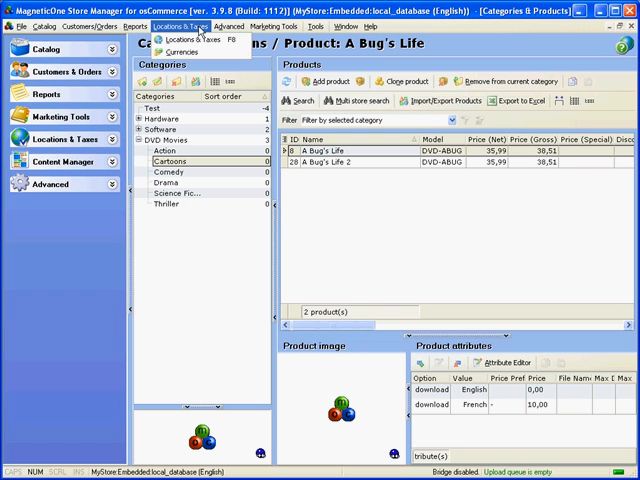 MagneticOne Store Manager for osCommerce [ver. 3.9.8 (Build: 1112)] (MyStore:Embedded:local_database (English)) - [Categories & Products]
File Catalog Customers/Orders Reports Locations & Taxes Advanced Marketing Tools Tools Window Help
Locations & Taxes F8
Currencies
/ Product: A Bug's Life
Catalog
Customers & Orders
Reports
Marketing Tools
Locations & Taxes
Content Manager
Advanced
Categories
Categories Sort order
Test -4
Hardware 1
Software 2
DVD Movies 3
Action 0
Cartoons 0
Comedy 0
Drama 0
Science Fic... 0
Thriller 0
Products
Add product Clone product Remove from current category
Search Multi store search Import/Export Products Export to Excel
Filter Filter by selected category
ID Name Model Price (Net) Price (Gross) Price (Special) Disco
8 A Bug's Life DVD-ABUG 35,99 38,51
28 A Bug's Life 2 DVD-ABUG 35,99 38,51
2 product(s)
Product image
Product attributes
Attribute Editor
Option Value Price Pref Price File Name Max D Max
download English 0,00
download French - 10,00
tribute(s)
CAPS NUM SCRL INS MyStore:Embedded:local_database (English) Bridge disabled. Upload queue is empty